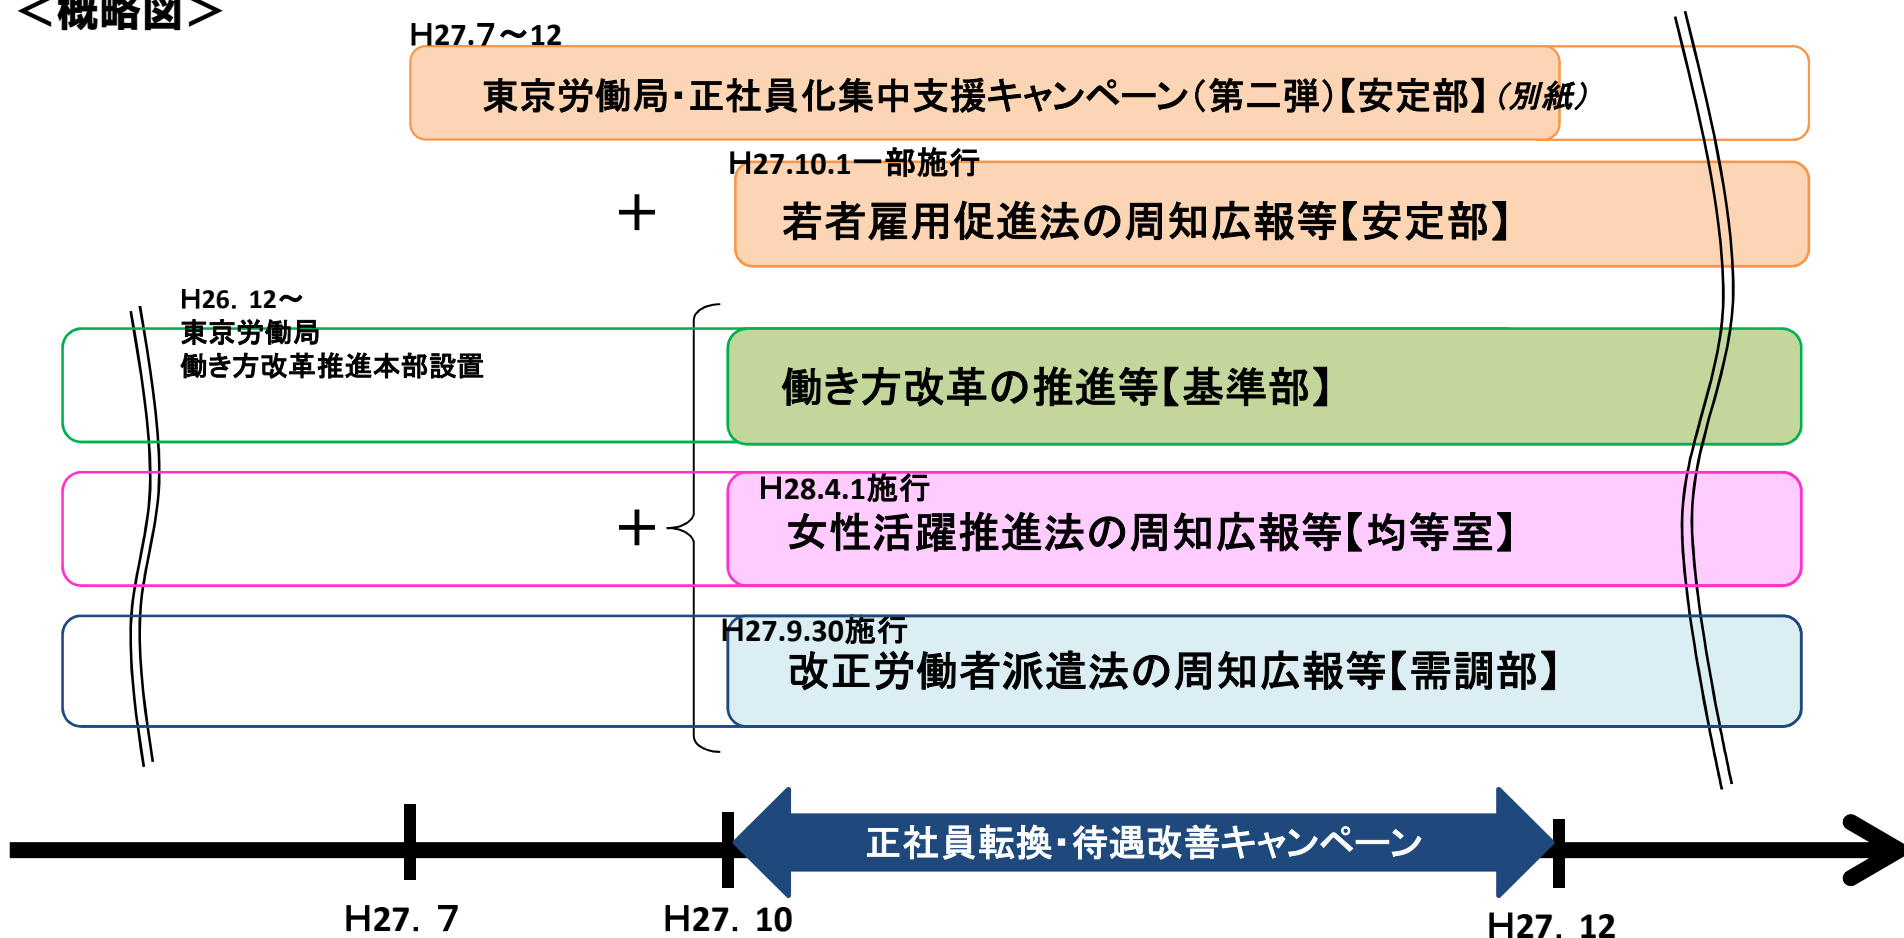 ＜概略図＞
H27.7～12
東京労働局・正社員化集中支援キャンペーン（第二弾）【安定部】（別紙）
H27.10.1一部施行
＋
若者雇用促進法の周知広報等【安定部】
H26．12～
東京労働局
働き方改革推進本部設置
働き方改革の推進等【基準部】
H28.4.1施行
＋
女性活躍推進法の周知広報等【均等室】
H27.9.30施行
改正労働者派遣法の周知広報等【需調部】
正社員転換・待遇改善キャンペーン
H27．7
H27．10
H27．12